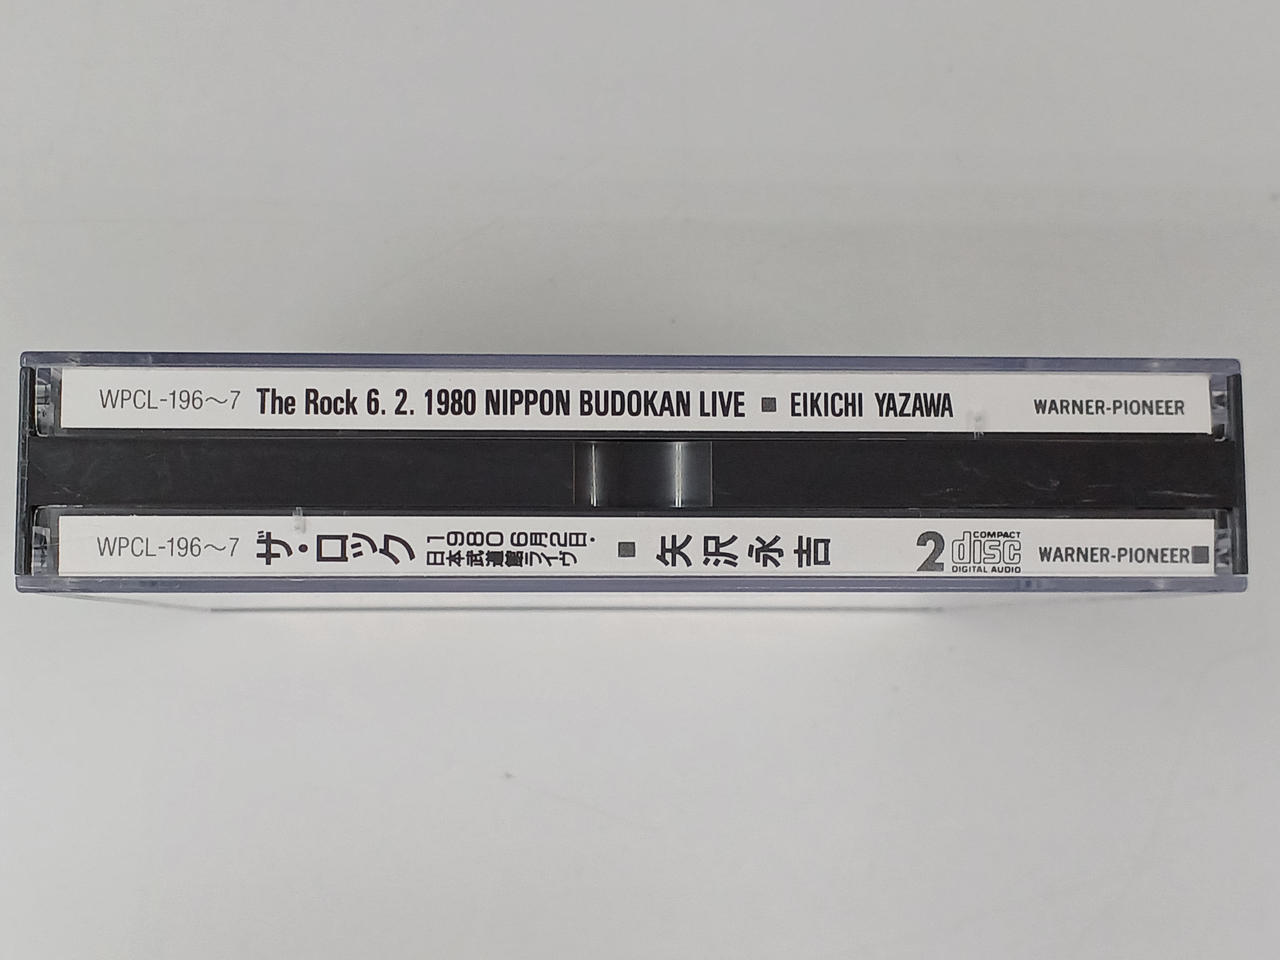 WPCL-196〜7 The Rock 6. 2. 1980 NIPPON BUDOKAN LIVE ■ EIKICHI YAZAWA WARNER-PIONEER
WPCL-196〜7 ザ・ロック
1980 6月2日・
日本武道館ライヴ
■ 矢沢永吉 2 COMPACT disc DIGITAL AUDIO WARNER-PIONEER■